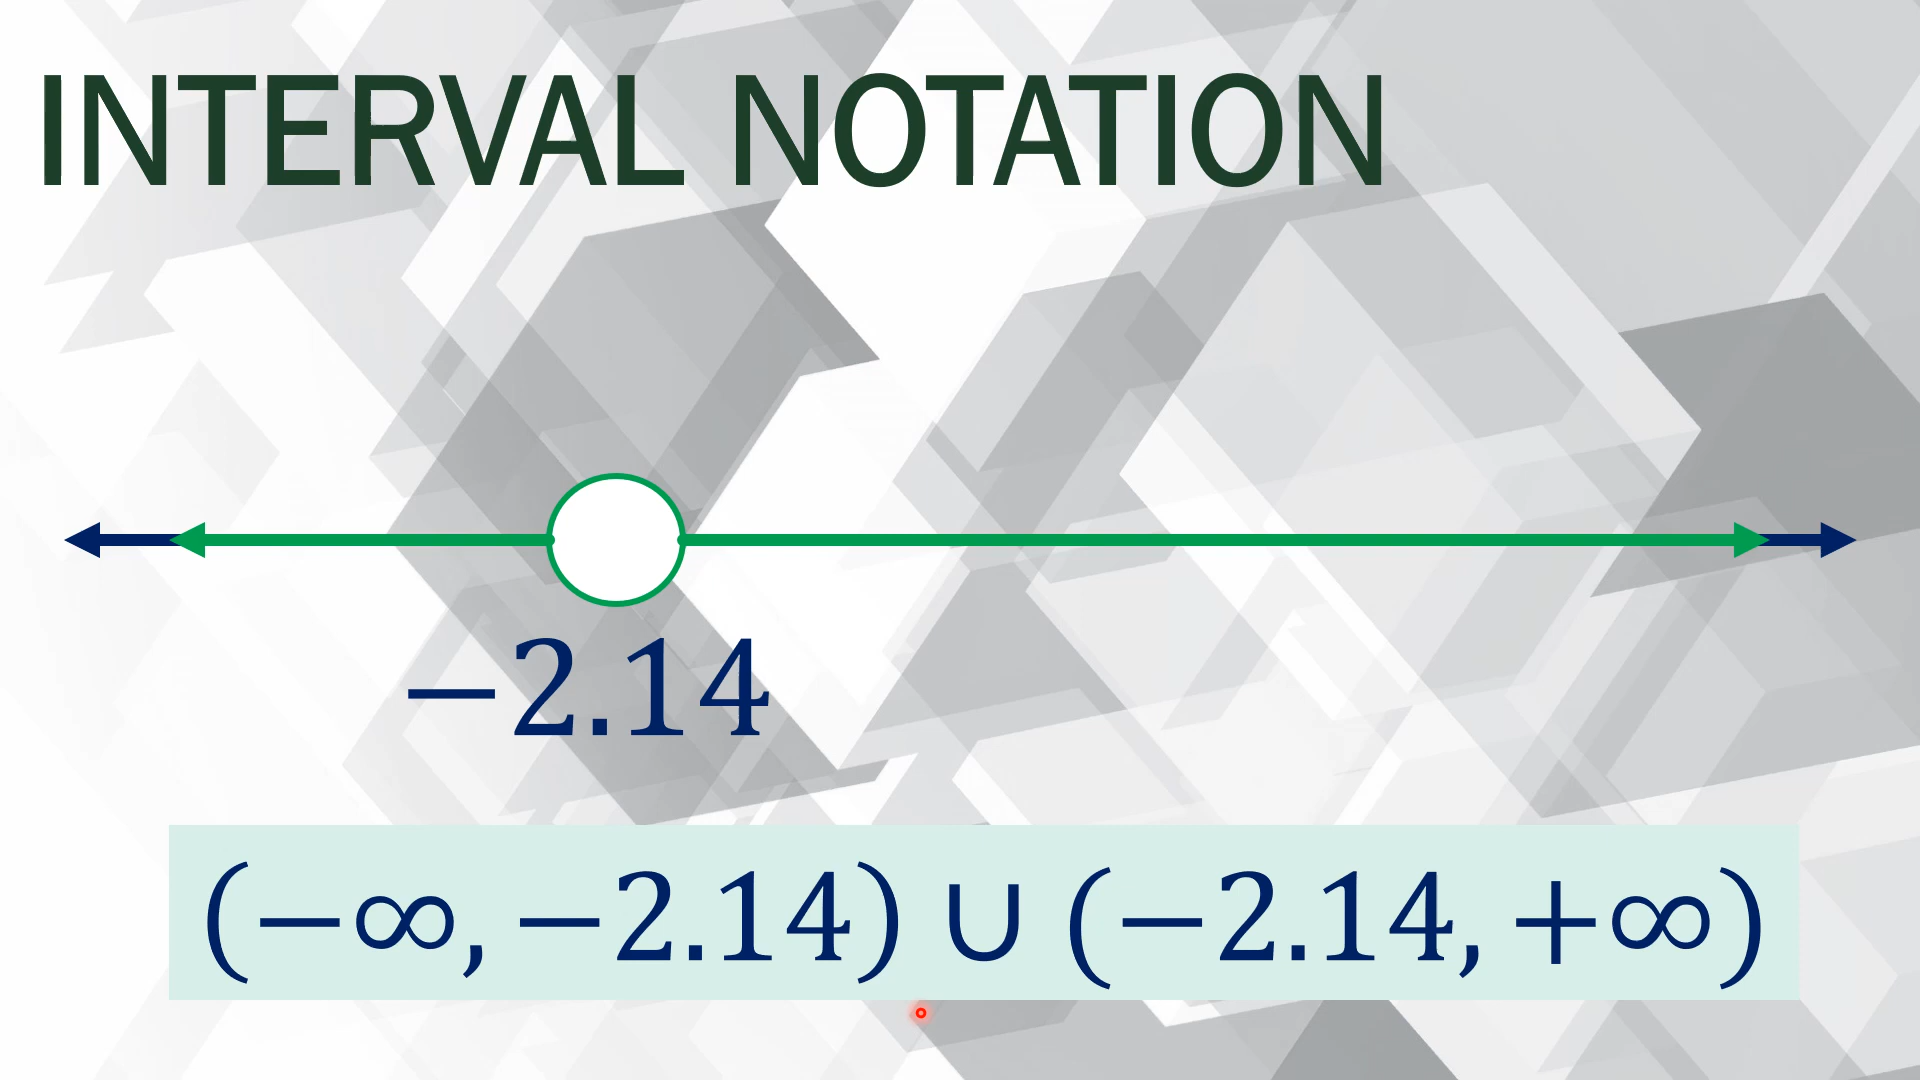 INTERVAL NOTATION
−2.14
(−∞, −2.14) ∪ (−2.14, +∞)